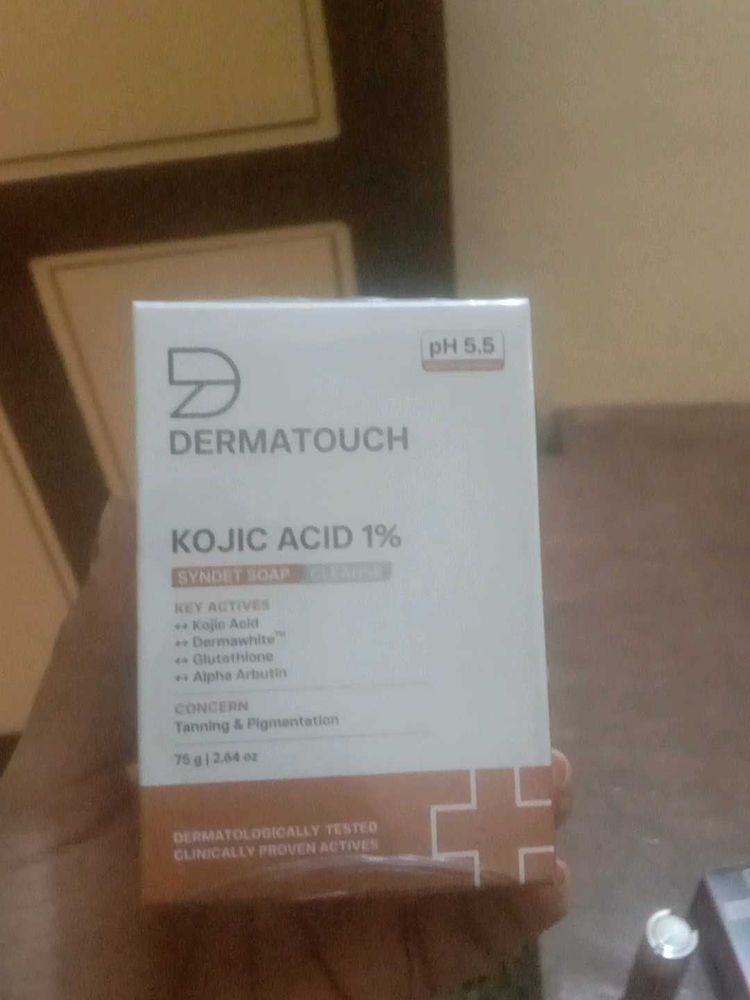 pH 5.5
DERMATOUCH
KOJIC ACID 1%
SYNDET SOAP CLEANSE
KEY ACTIVES
↔ Kojic Acid
↔ Dermawhite™
↔ Glutathione
↔ Alpha Arbutin
CONCERN
Tanning & Pigmentation
75 g | 2.64 oz
DERMATOLOGICALLY TESTED
CLINICALLY PROVEN ACTIVES